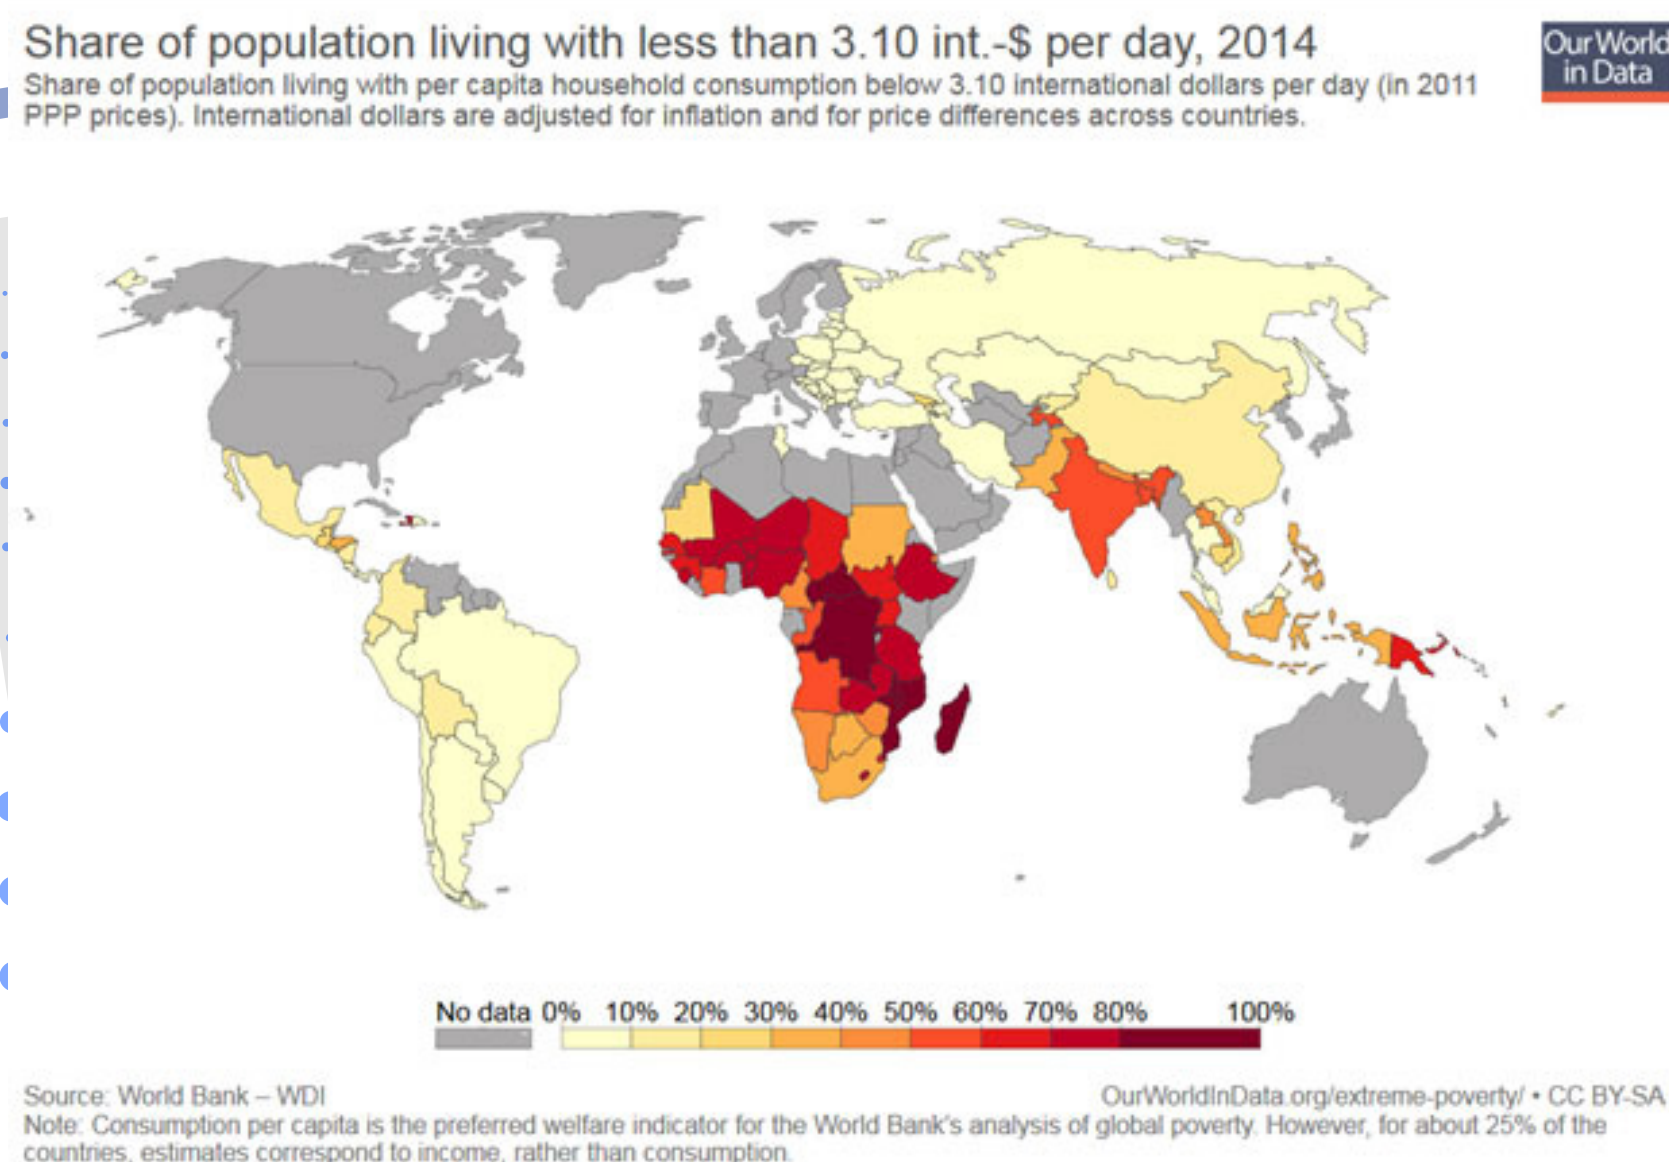 Share of population living with less than 3.10 int.-$ per day, 2014
Share of population living with per capita household consumption below 3.10 international dollars per day (in 2011
PPP prices). International dollars are adjusted for inflation and for price differences across countries.
Our World
in Data
No data 0% 10% 20% 30% 40% 50% 60% 70% 80% 100%
Source: World Bank – WDI
OurWorldInData.org/extreme-poverty/ • CC BY-SA
Note: Consumption per capita is the preferred welfare indicator for the World Bank's analysis of global poverty. However, for about 25% of the
countries, estimates correspond to income, rather than consumption.